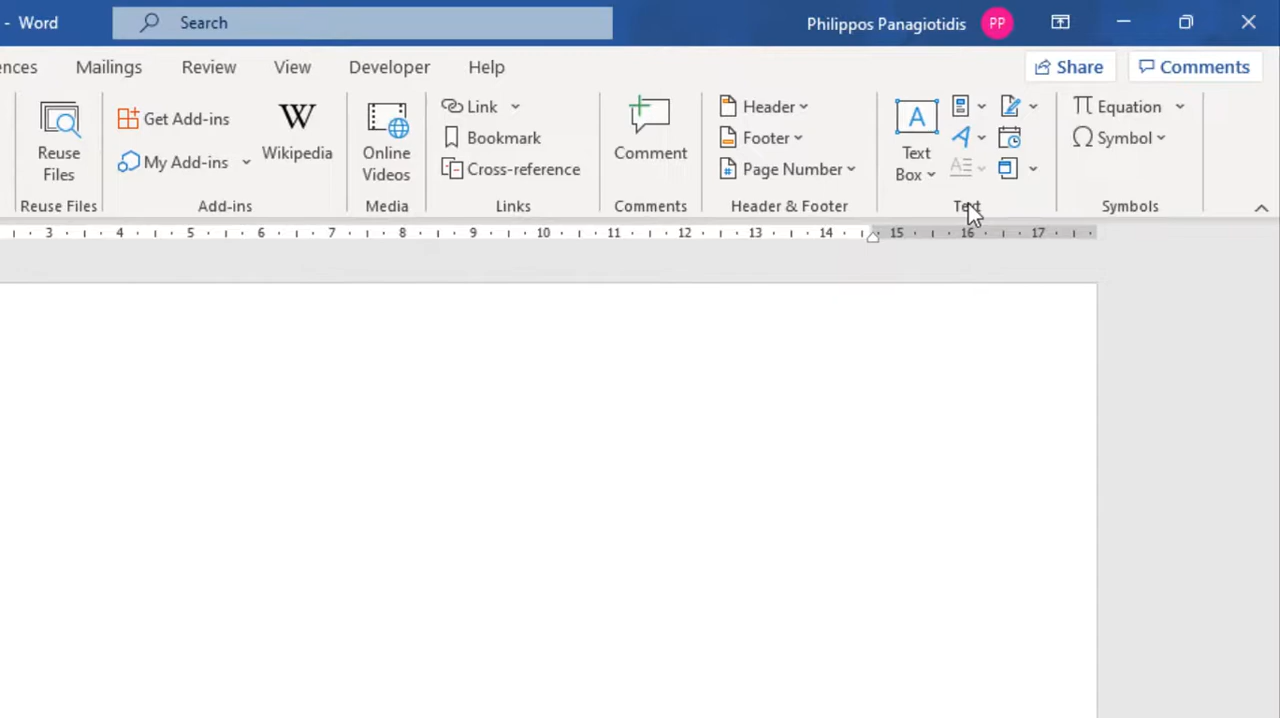 - Word
Search
Philippos Panagiotidis
PP
ences
Mailings
Review
View
Developer
Help
Share
Comments
Reuse
Files
Reuse Files
Get Add-ins
My Add-ins
W
Wikipedia
Add-ins
Online
Videos
Media
Link
Bookmark
Cross-reference
Links
Comment
Comments
Header
Footer
Page Number
Header & Footer
A
Text
Box
Text
Equation
Symbol
Symbols
3 4 5 6 7 8 9 10 11 12 13 14 15 16 17